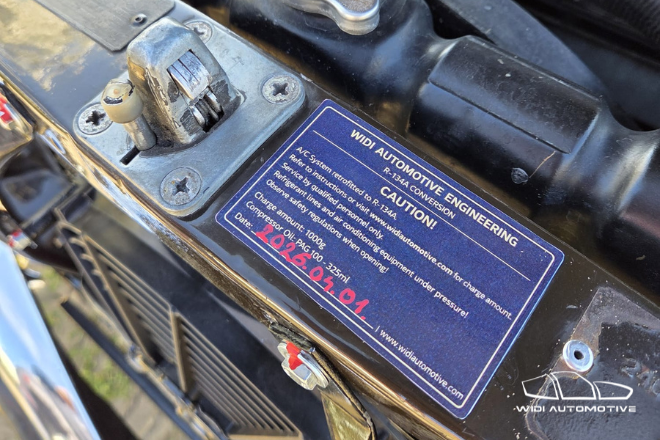 WIDI AUTOMOTIVE ENGINEERING
R-134A CONVERSION
CAUTION!
A/C System retrofitted to R-134A.
Refer to instructions or visit www.widiautomotive.com for charge amount.
Service by qualified personnel only.
Refrigerant lines and air conditioning equipment under pressure!
Observe safety regulations when opening!
Charge amount: 1000g
Compressor Oil: PAG 100 - 325ml
Date: 2026.04.01
| www.widiautomotive.com
WIDI AUTOMOTIVE